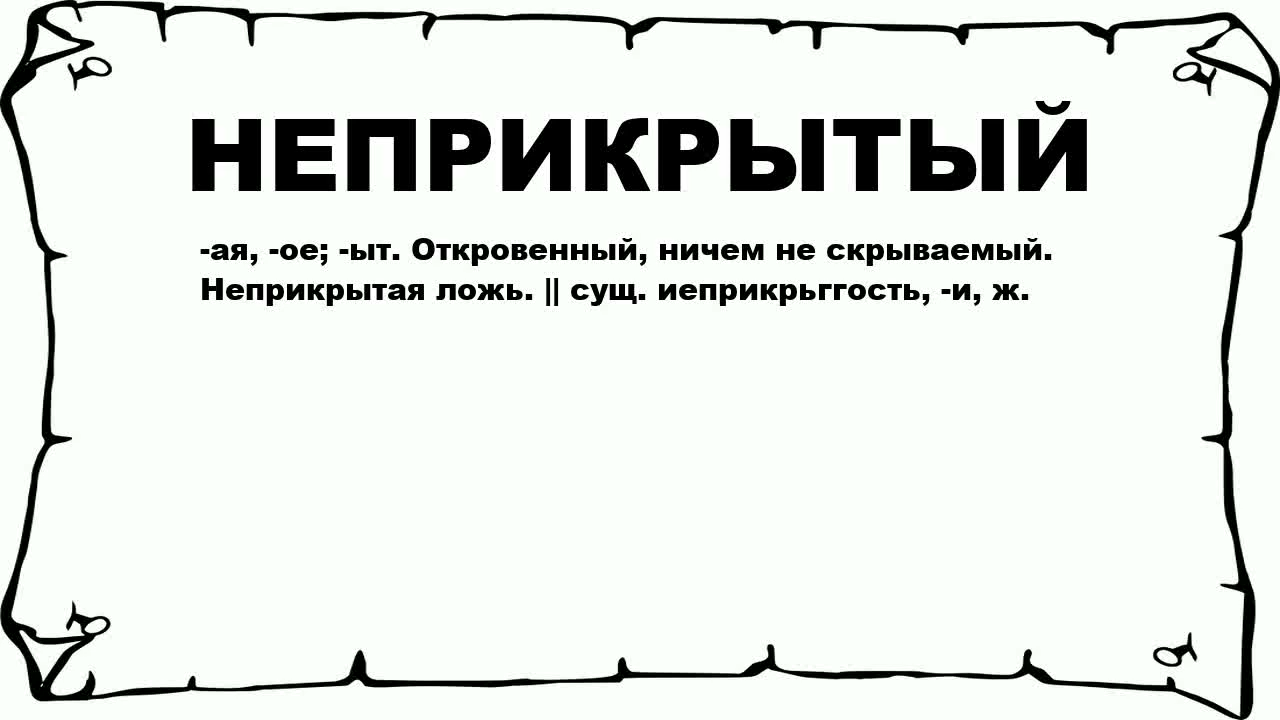 НЕПРИКРЫТЫЙ
-ая, -ое; -ыт. Откровенный, ничем не скрываемый.
Неприкрытая ложь. || сущ. иеприкрьггость, -и, ж.